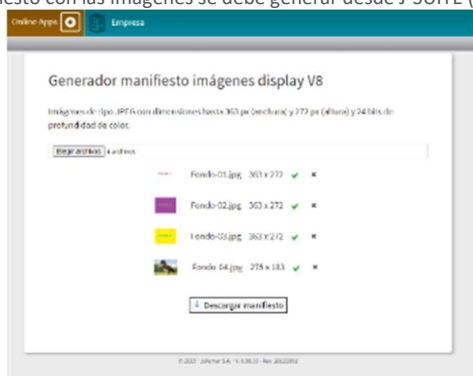 con las imágenes se debe generar desde J-SUITE (
Online Apps Empresa
Generador manifiesto imágenes display V8
Imágenes de tipo JPEG con dimensiones hasta 363 px (anchura) y 272 px (altura) y 24 bits de
profundidad de color.
Elegir archivos 4 archivos
Fondo-01.jpg 363 x 272 ✔ ✖
Fondo-02.jpg 363 x 272 ✔ ✖
Fondo-03.jpg 363 x 272 ✔ ✖
Fondo-04.jpg 275 x 183 ✔ ✖
Descargar manifiesto